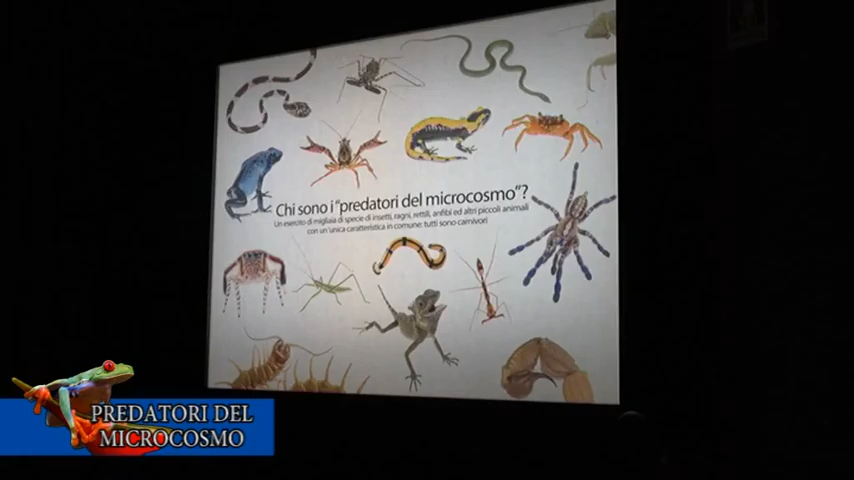 Chi sono i "predatori del microcosmo"?
Un esercito di migliaia di specie di insetti, ragni, rettili, anfibi ed altri piccoli animali
con un'unica caratteristica in comune: tutti sono carnivori
PREDATORI DEL
MICROCOSMO